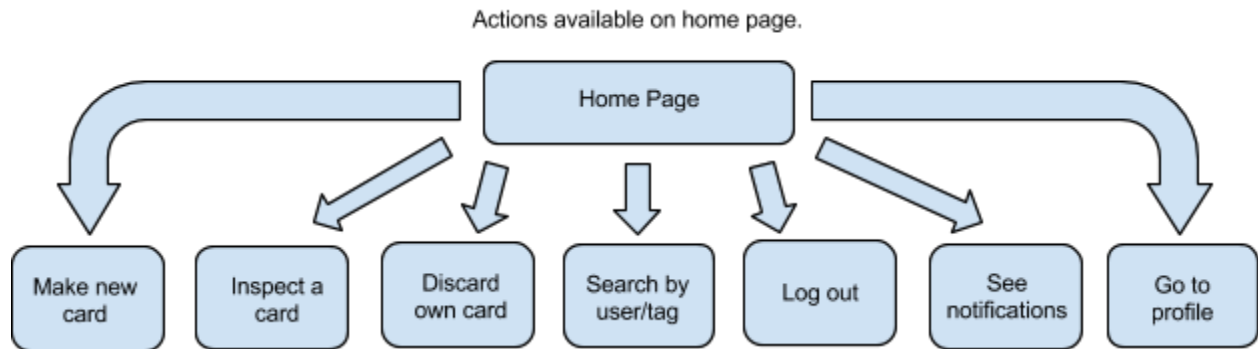 Actions available on home page.
Home Page
Make new
card
Inspect a
card
Discard
own card
Search by
user/tag
Log out
See
notifications
Go to
profile